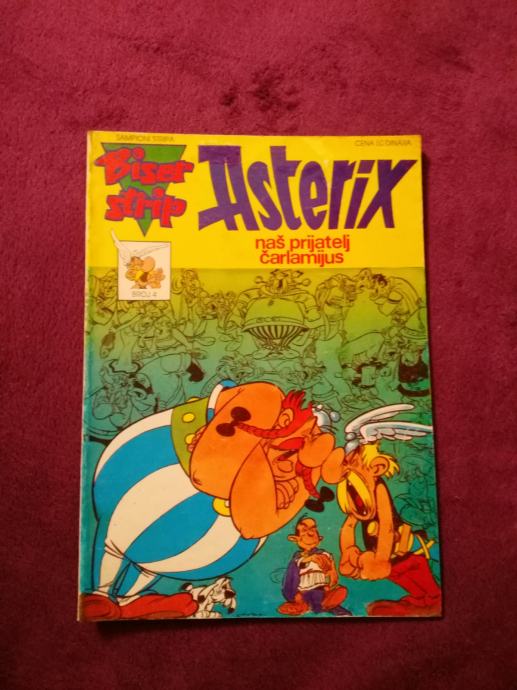 ŠAMPIONI STRIPA
CENA 10 DINARA
Biser
strip
Asterix
naš prijatelj
čarlamijus
BROJ 4